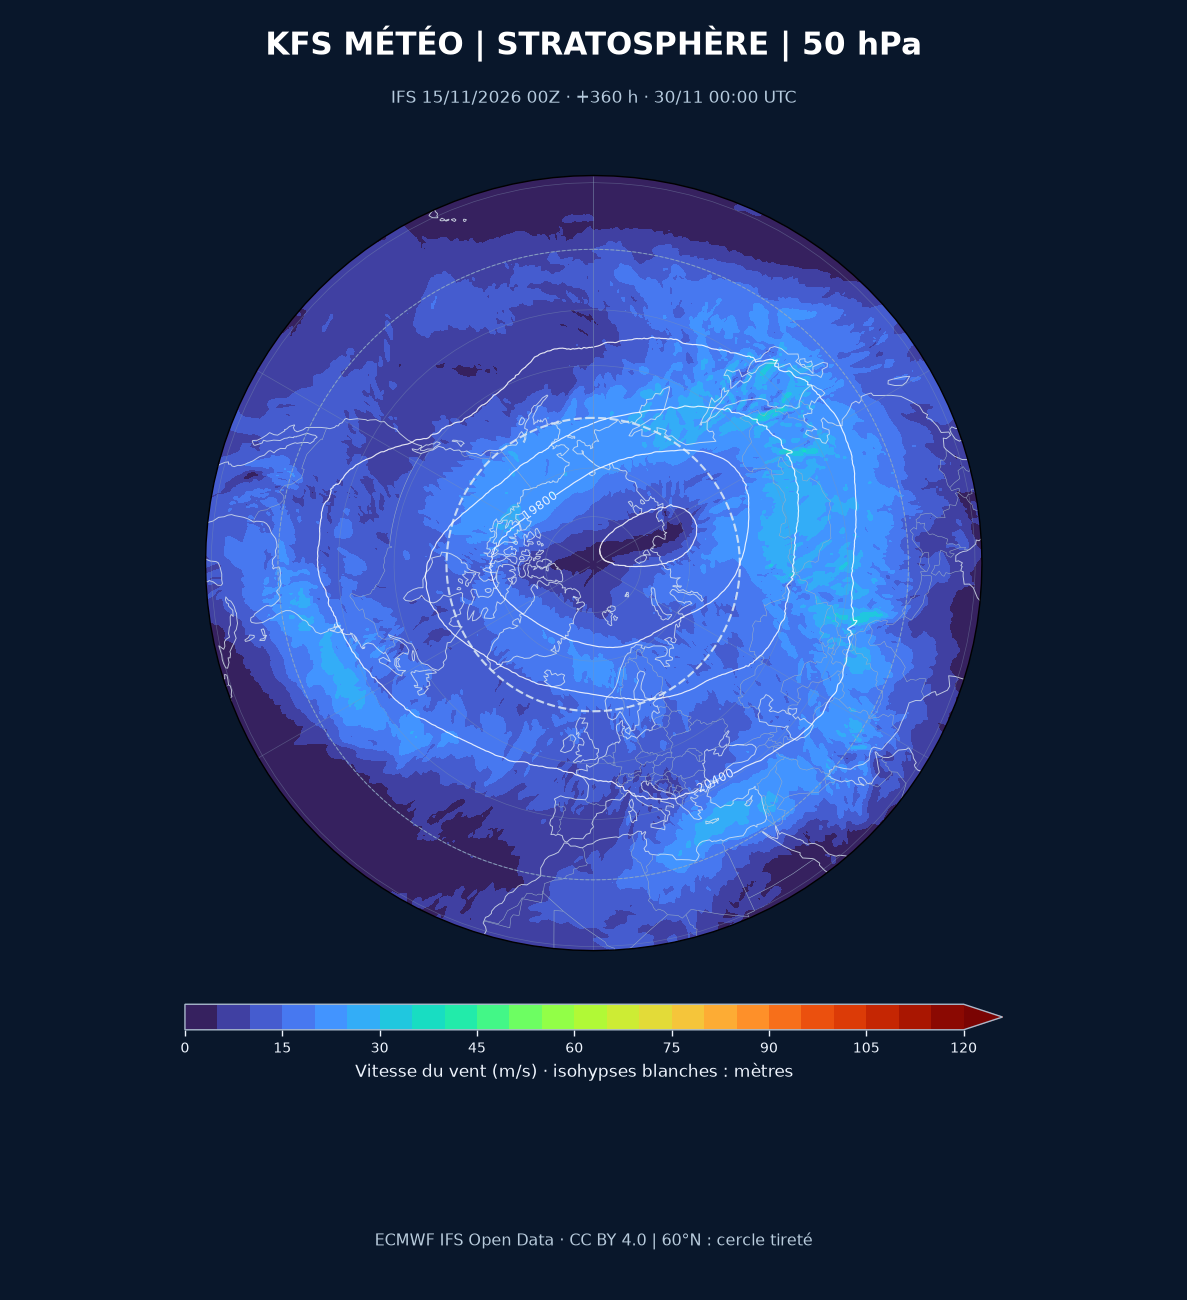 KFS MÉTÉO | STRATOSPHÈRE | 50 hPa
IFS 15/11/2026 00Z · +360 h · 30/11 00:00 UTC
19800
20400
0 15 30 45 60 75 90 105 120
Vitesse du vent (m/s) · isohypses blanches : mètres
ECMWF IFS Open Data · CC BY 4.0 | 60°N : cercle tireté